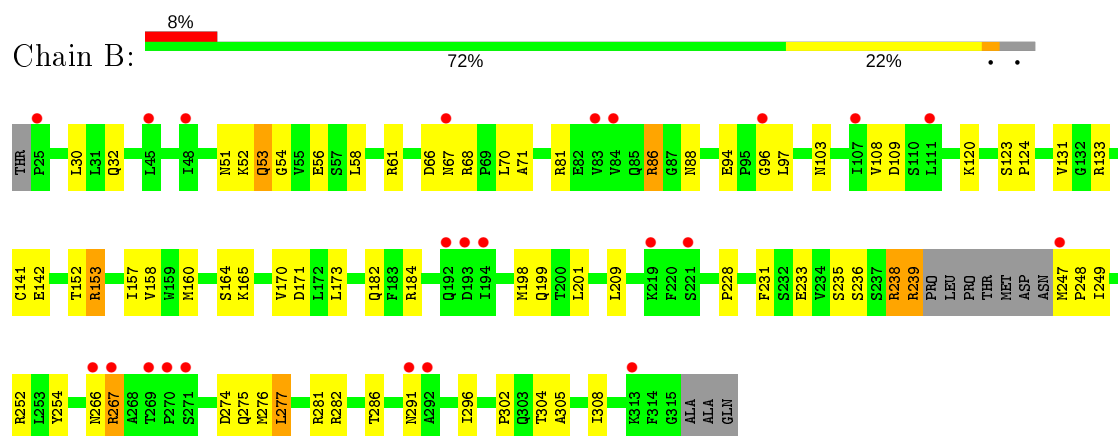 8%
Chain B:
72% 22% • •
THR P25 L30 L31 Q32 L45 I48 N51 K52 Q53 G54 V55 E56 S57 L58 R61 D66 N67 R68 P69 L70 A71 R81 E82 V83 V84 Q85 R86 G87 N88 E94 P95 G96 L97 N103 I107 V108 D109 S110 L111 K120 S123 P124 V131 G132 R133
C141 E142 T152 R153 I157 V158 W159 M160 S164 K165 V170 D171 L172 L173 Q182 F183 R184 Q192 D193 I194 M198 Q199 T200 L201 L209 K219 F220 S221 P228 F231 S232 E233 V234 S235 S236 S237 R238 R239 PRO LEU PRO THR MET ASP ASN M247 P248 I249
R252 L253 Y254 N266 R267 A268 T269 P270 S271 D274 Q275 M276 L277 R281 R282 T286 N291 A292 I296 P302 Q303 T304 A305 I308 K313 F314 G315 ALA ALA GLN